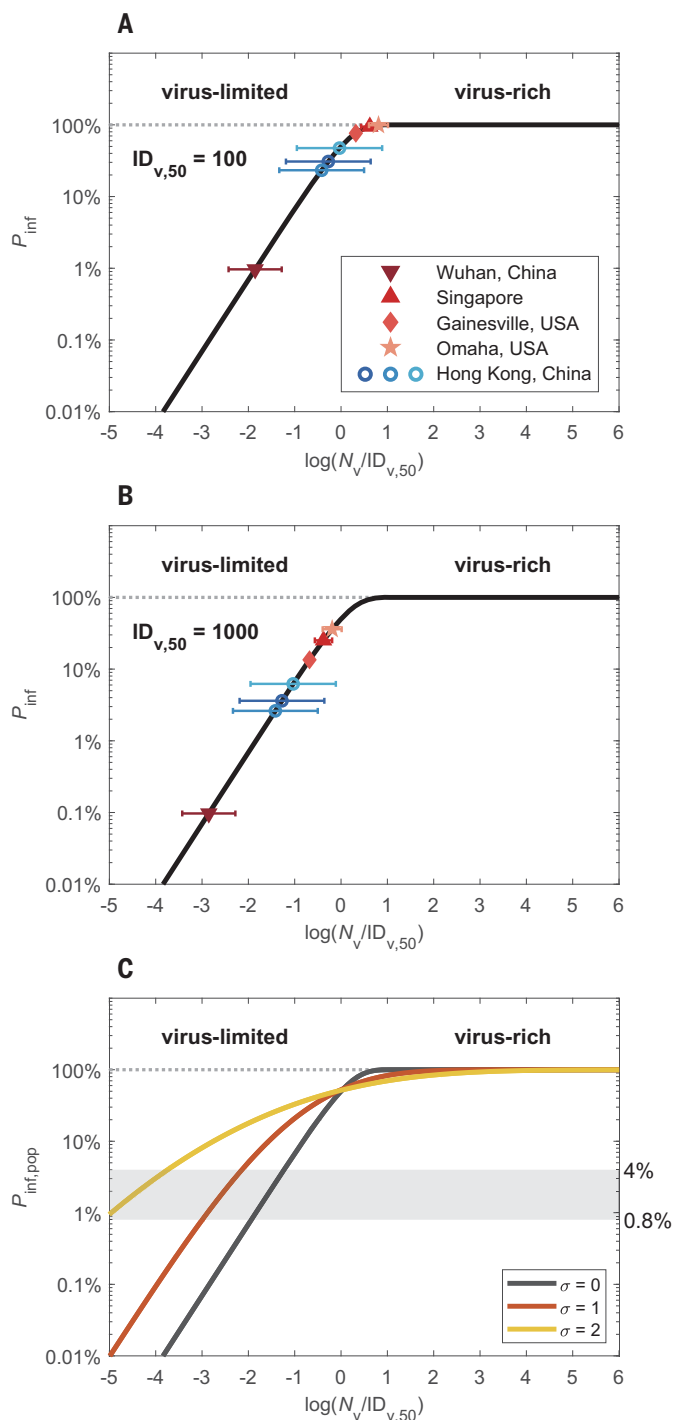 A
virus-limited
virus-rich
100%
10%
1%
0.1%
0.01%
P_inf
ID_v,50 = 100
Wuhan, China
Singapore
Gainesville, USA
Omaha, USA
Hong Kong, China
-5 -4 -3 -2 -1 0 1 2 3 4 5 6
log(N_v/ID_v,50)
B
virus-limited
virus-rich
100%
10%
1%
0.1%
0.01%
P_inf
ID_v,50 = 1000
-5 -4 -3 -2 -1 0 1 2 3 4 5 6
log(N_v/ID_v,50)
C
virus-limited
virus-rich
100%
10%
1%
0.1%
0.01%
P_inf,pop
4%
0.8%
σ = 0
σ = 1
σ = 2
-5 -4 -3 -2 -1 0 1 2 3 4 5 6
log(N_v/ID_v,50)